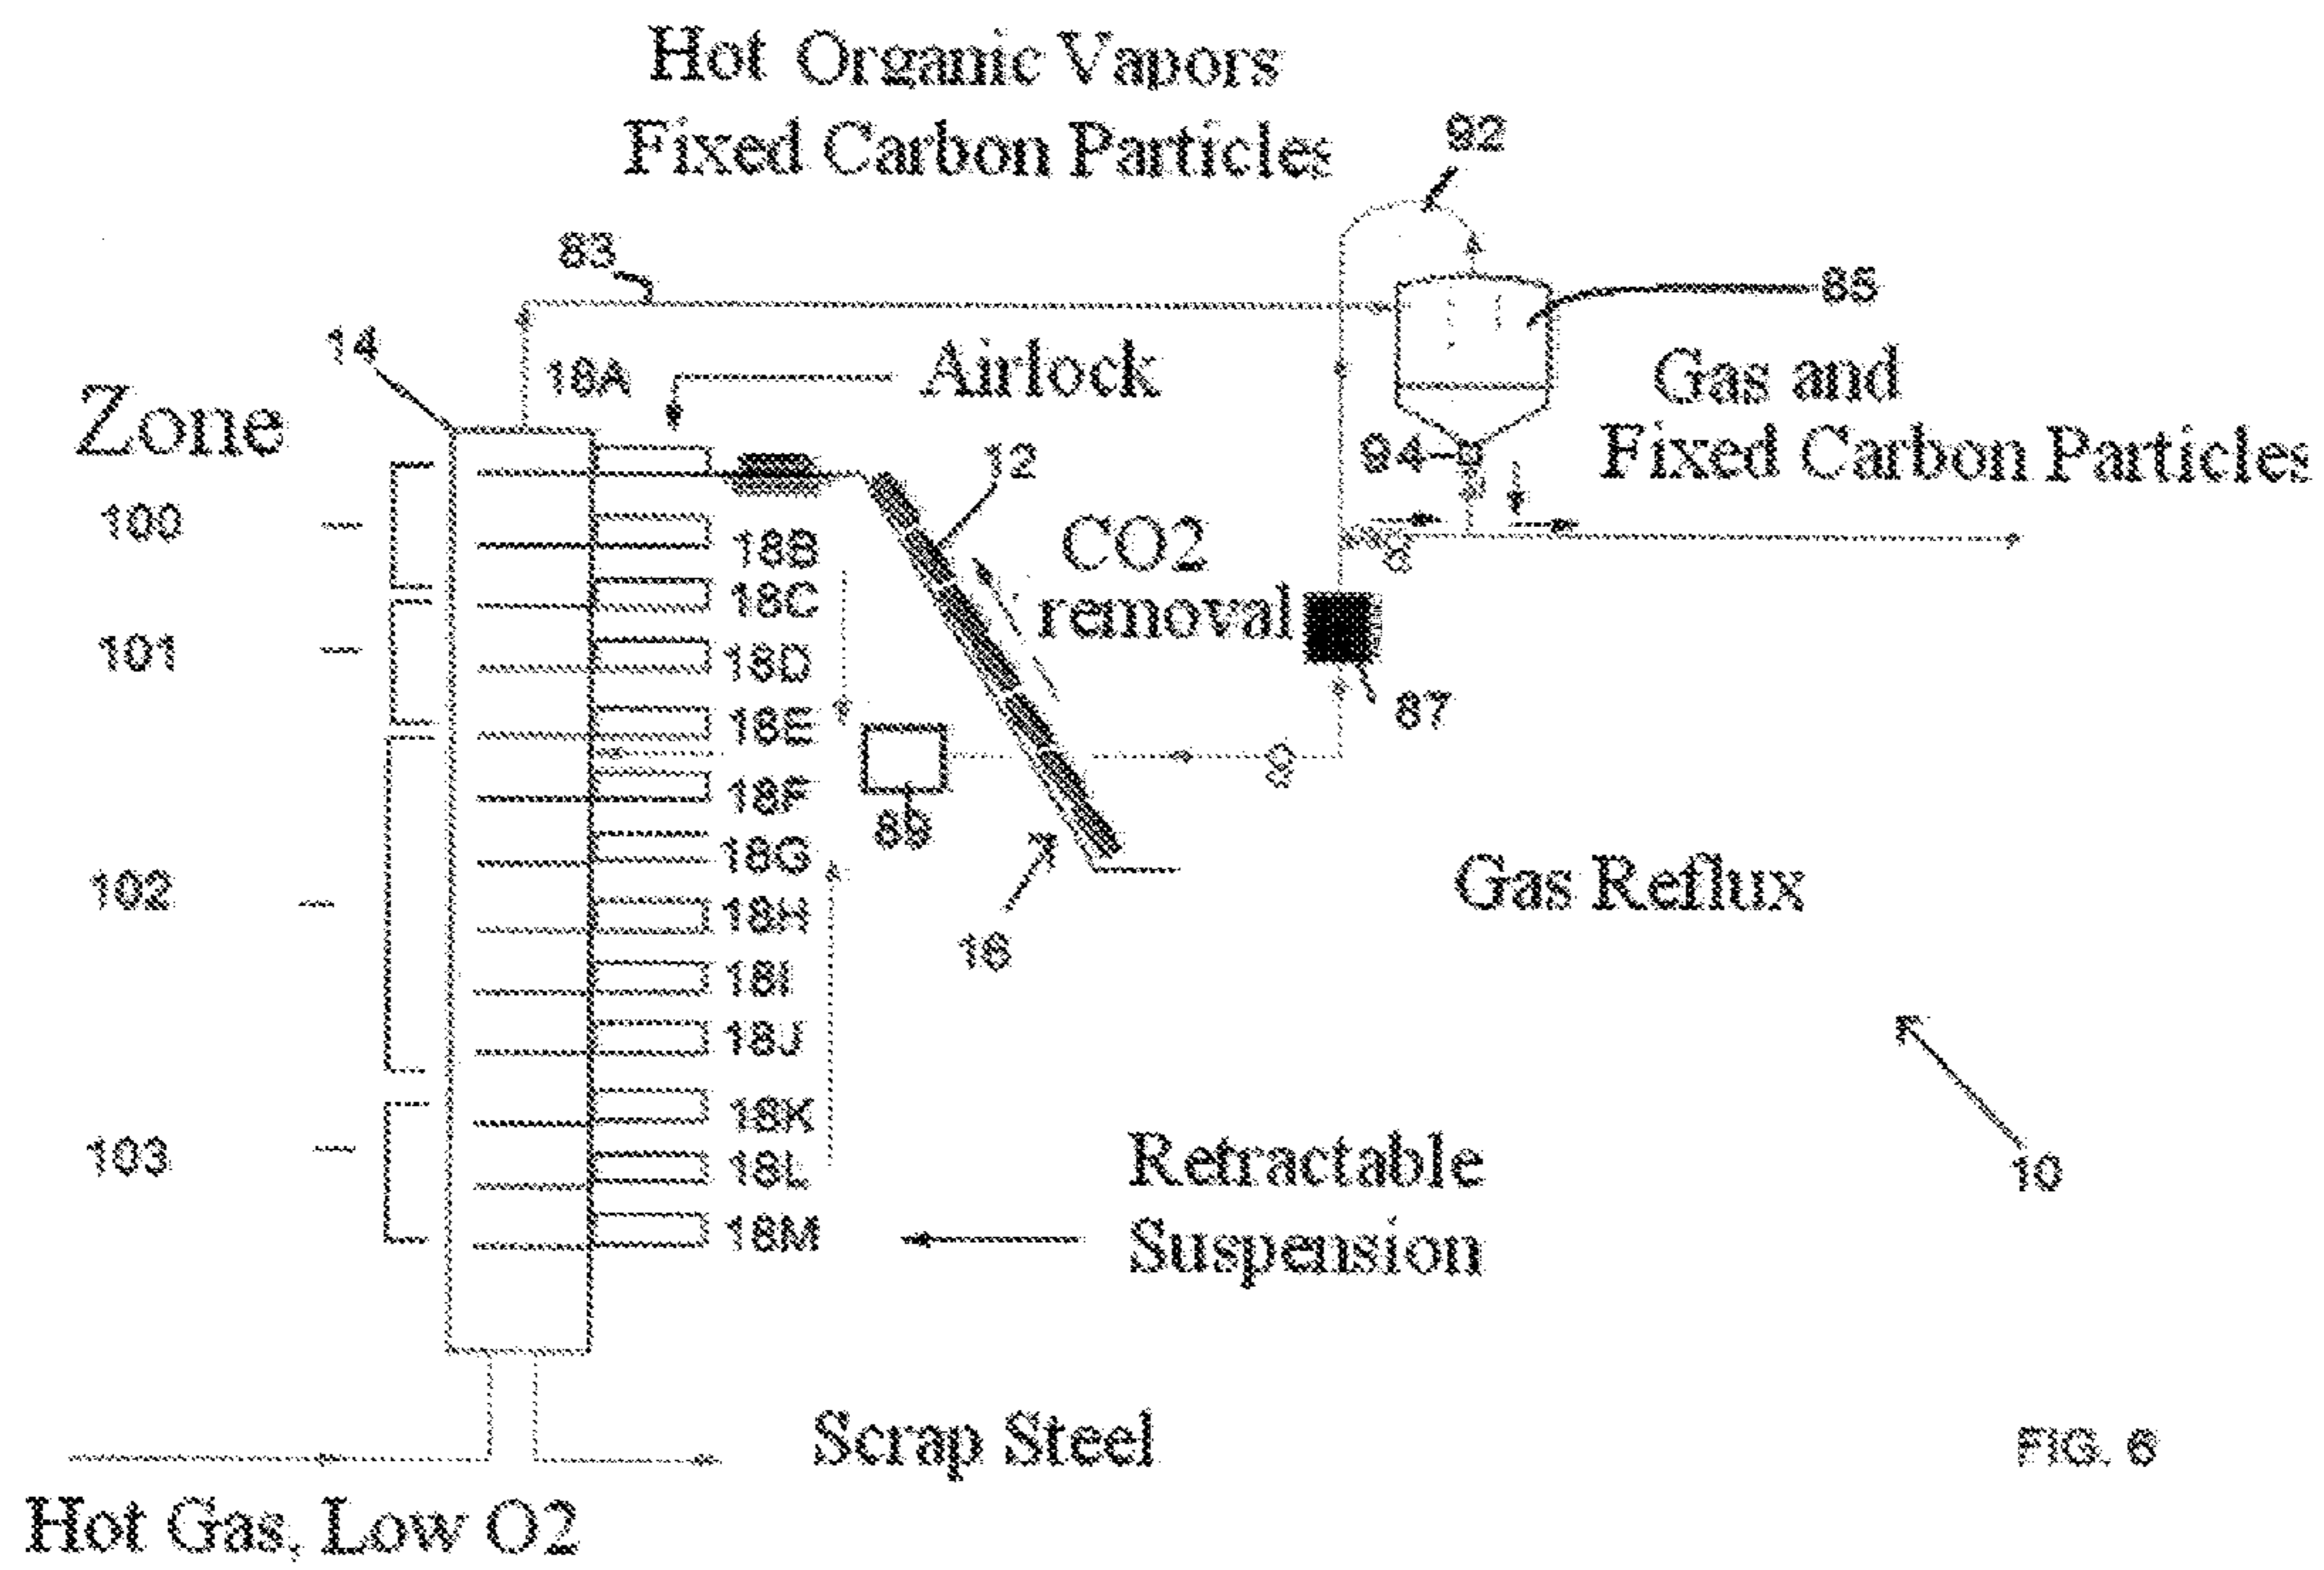 Hot Organic Vapors
Fixed Carbon Particles
92
83
85
14
18A
Airlock
Gas and
Fixed Carbon Particles
Zone
94
12
100
18B
CO2
removal
18C
101
18D
87
18E
18F
89
18G
102
18H
Gas Reflux
16
18I
18J
18K
103
18L
Retractable
Suspension
18M
10
Scrap Steel
FIG. 6
Hot Gas, Low O2